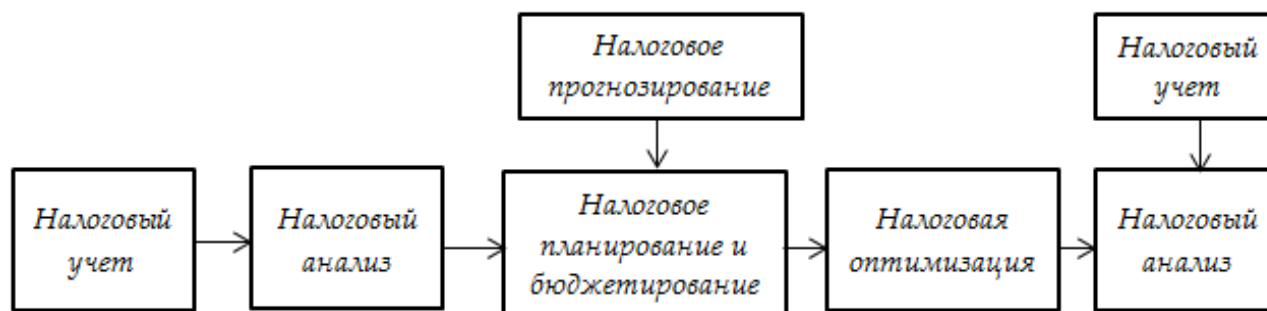 Налоговое
прогнозирование
Налоговый
учет
Налоговый
учет
Налоговый
анализ
Налоговое
планирование и
бюджетирование
Налоговая
оптимизация
Налоговый
анализ